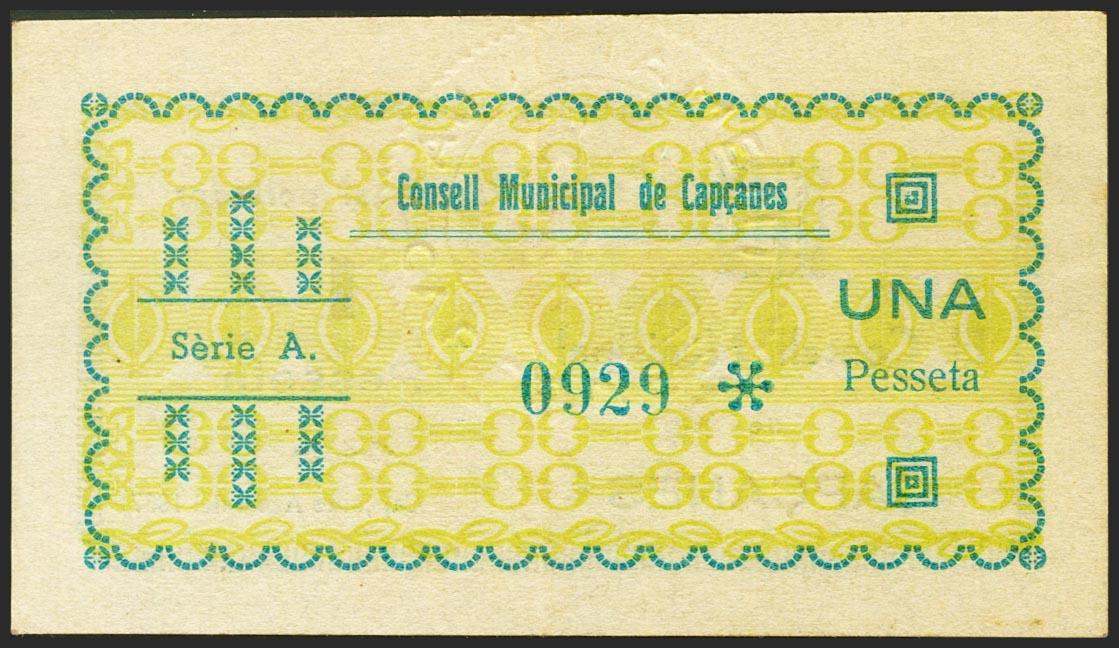 Consell Municipal de Capçanes
Sèrie A.
UNA
Pesseta
0929 *